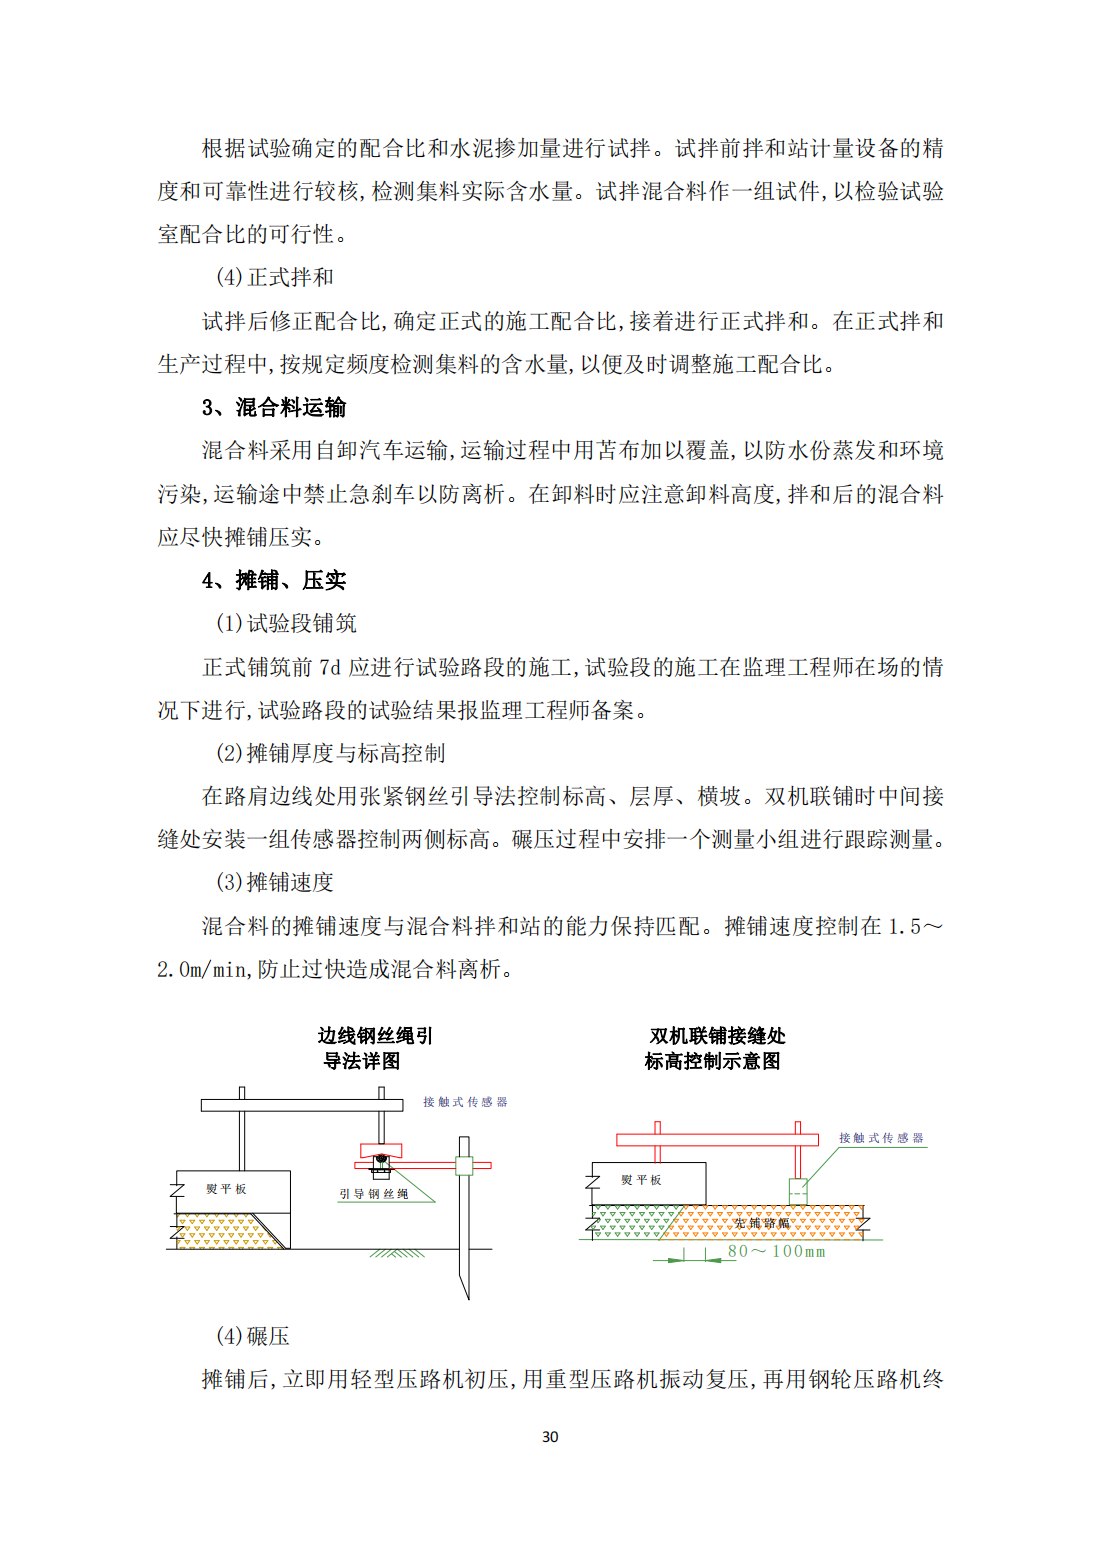 根据试验确定的配合比和水泥掺加量进行试拌。试拌前拌和站计量设备的精
度和可靠性进行较核,检测集料实际含水量。试拌混合料作一组试件,以检验试验
室配合比的可行性。
(4)正式拌和
试拌后修正配合比,确定正式的施工配合比,接着进行正式拌和。在正式拌和
生产过程中,按规定频度检测集料的含水量,以便及时调整施工配合比。
3、混合料运输
混合料采用自卸汽车运输,运输过程中用苫布加以覆盖,以防水份蒸发和环境
污染,运输途中禁止急刹车以防离析。在卸料时应注意卸料高度,拌和后的混合料
应尽快摊铺压实。
4、摊铺、压实
(1)试验段铺筑
正式铺筑前 7d 应进行试验路段的施工,试验段的施工在监理工程师在场的情
况下进行,试验路段的试验结果报监理工程师备案。
(2)摊铺厚度与标高控制
在路肩边线处用张紧钢丝引导法控制标高、层厚、横坡。双机联铺时中间接
缝处安装一组传感器控制两侧标高。碾压过程中安排一个测量小组进行跟踪测量。
(3)摊铺速度
混合料的摊铺速度与混合料拌和站的能力保持匹配。摊铺速度控制在 1.5～
2.0m/min,防止过快造成混合料离析。
边线钢丝绳引
导法详图
接触式传感器
熨平板
引导钢丝绳
双机联铺接缝处
标高控制示意图
接触式传感器
熨平板
先铺路幅
80～100mm
(4)碾压
摊铺后,立即用轻型压路机初压,用重型压路机振动复压,再用钢轮压路机终
30